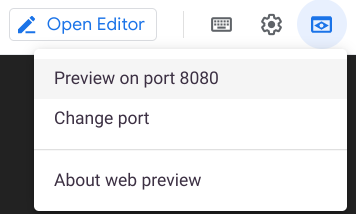 Open Editor
Preview on port 8080
Change port
About web preview